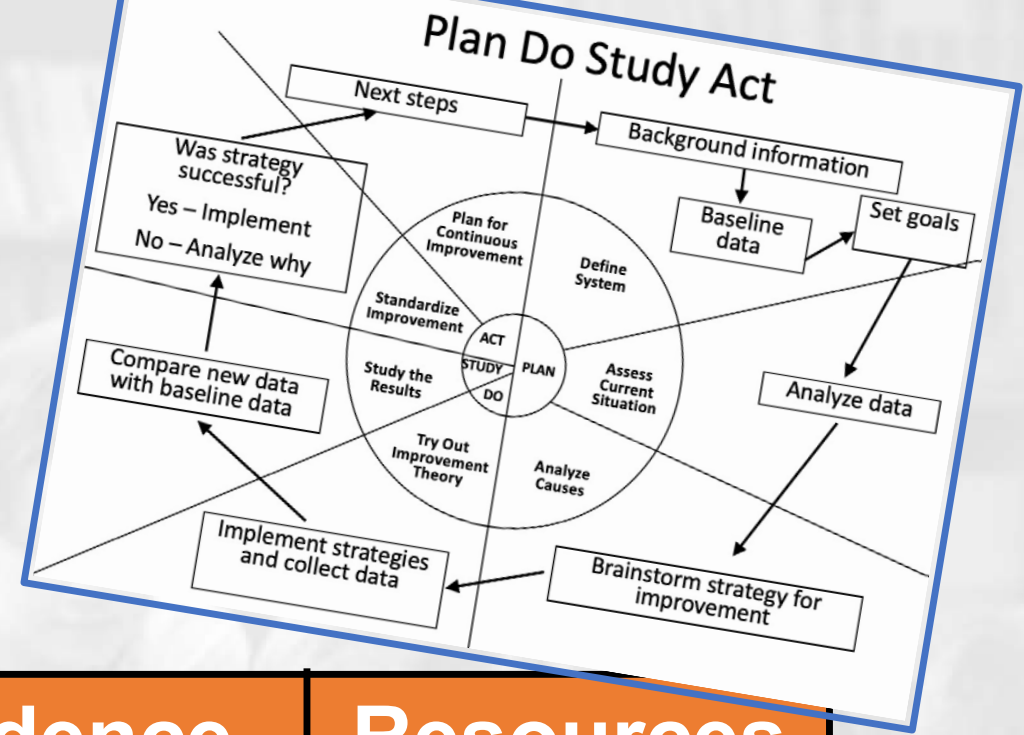 Plan Do Study Act
Next steps
Background information
Was strategy
successful?
Yes – Implement
No – Analyze why
Baseline
data
Set goals
Plan for
Continuous
Improvement
Define
System
Standardize
Improvement
ACT
STUDY
PLAN
DO
Study the
Results
Assess
Current
Situation
Try Out
Improvement
Theory
Analyze
Causes
Compare new data
with baseline data
Analyze data
Implement strategies
and collect data
Brainstorm strategy for
improvement
Resources